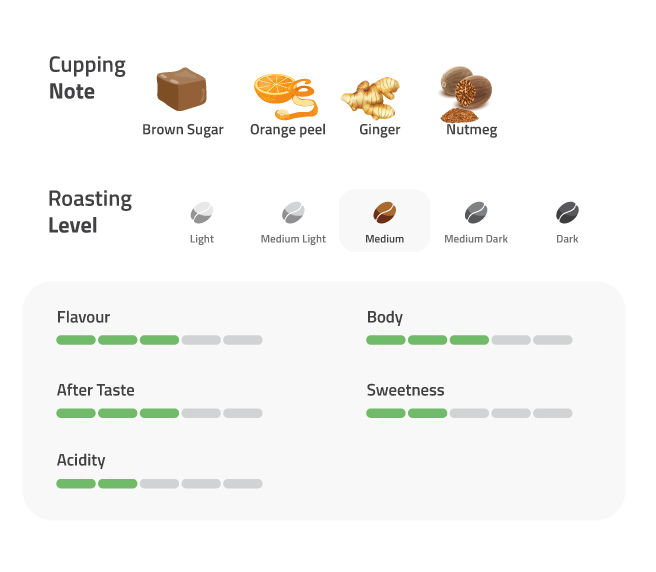 Cupping
Note
Brown Sugar
Orange peel
Ginger
Nutmeg
Roasting
Level
Light
Medium Light
Medium
Medium Dark
Dark
Flavour
Body
After Taste
Sweetness
Acidity